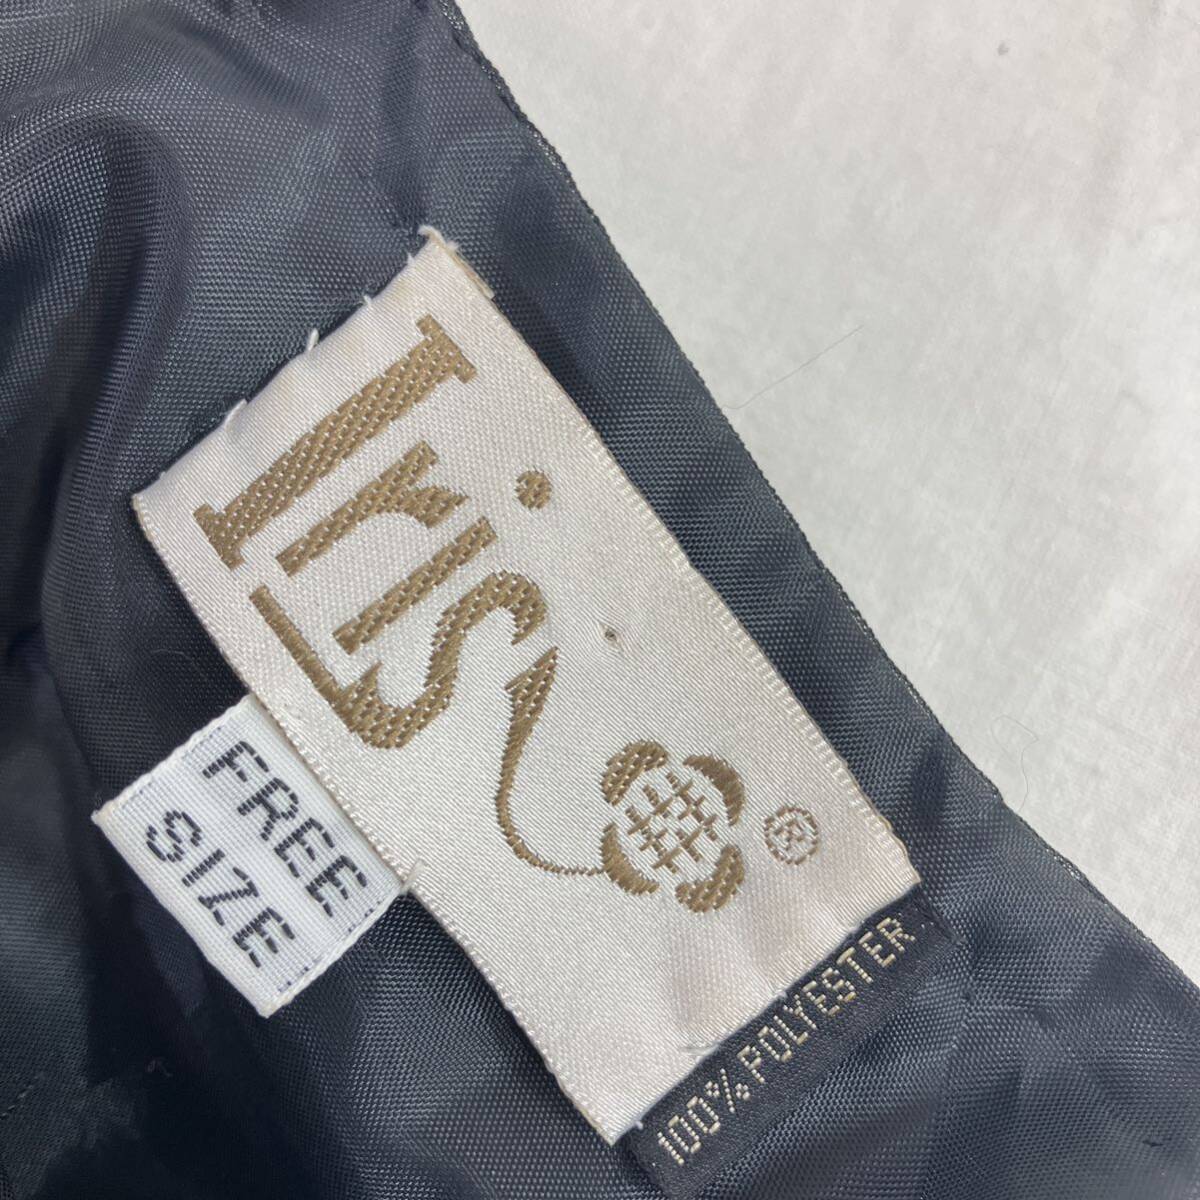 Iris
®
FREE
SIZE
100% POLYESTER